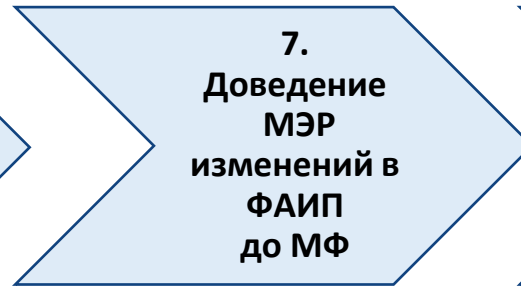 7.
Доведение
МЭР
изменений в
ФАИП
до МФ